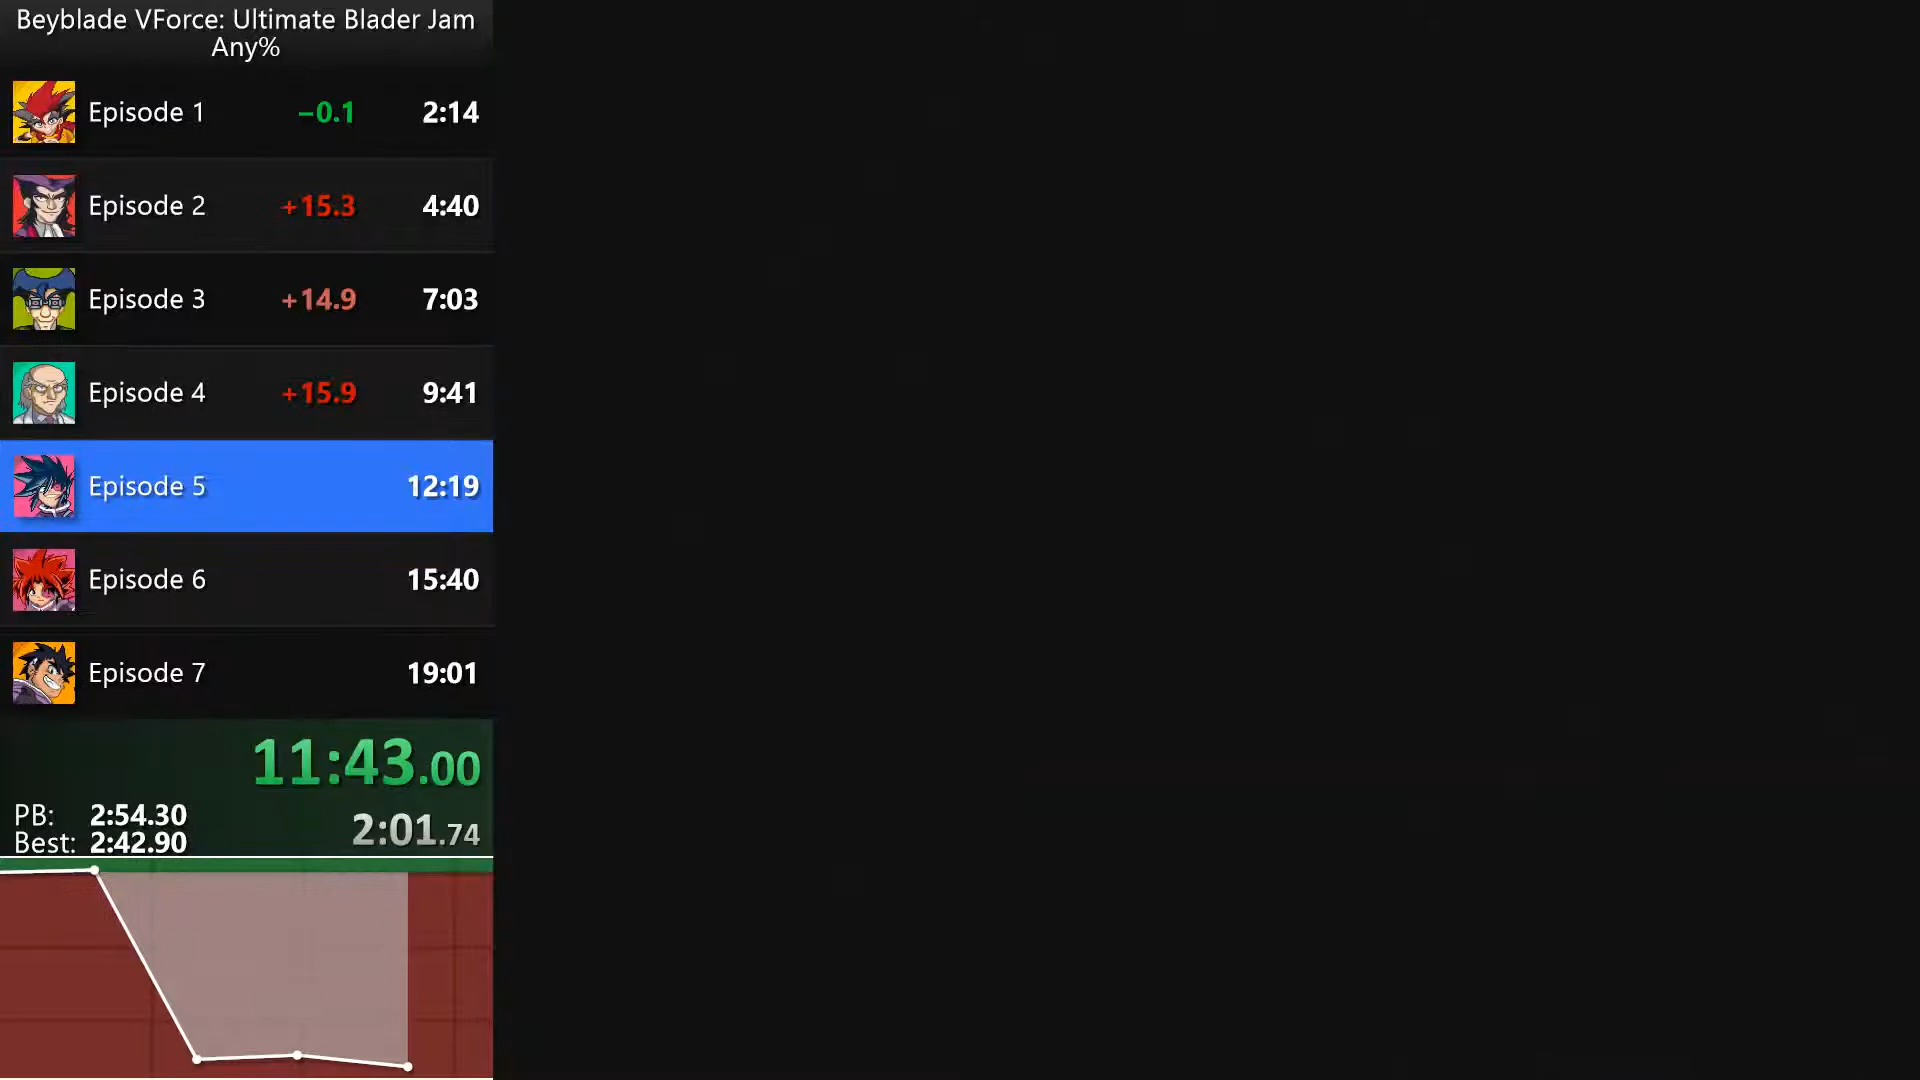 Beyblade VForce: Ultimate Blader Jam
Any%
Episode 1 −0.1 2:14
Episode 2 +15.3 4:40
Episode 3 +14.9 7:03
Episode 4 +15.9 9:41
Episode 5 12:19
Episode 6 15:40
Episode 7 19:01
11:43.00
PB: 2:54.30
Best: 2:42.90
2:01.74